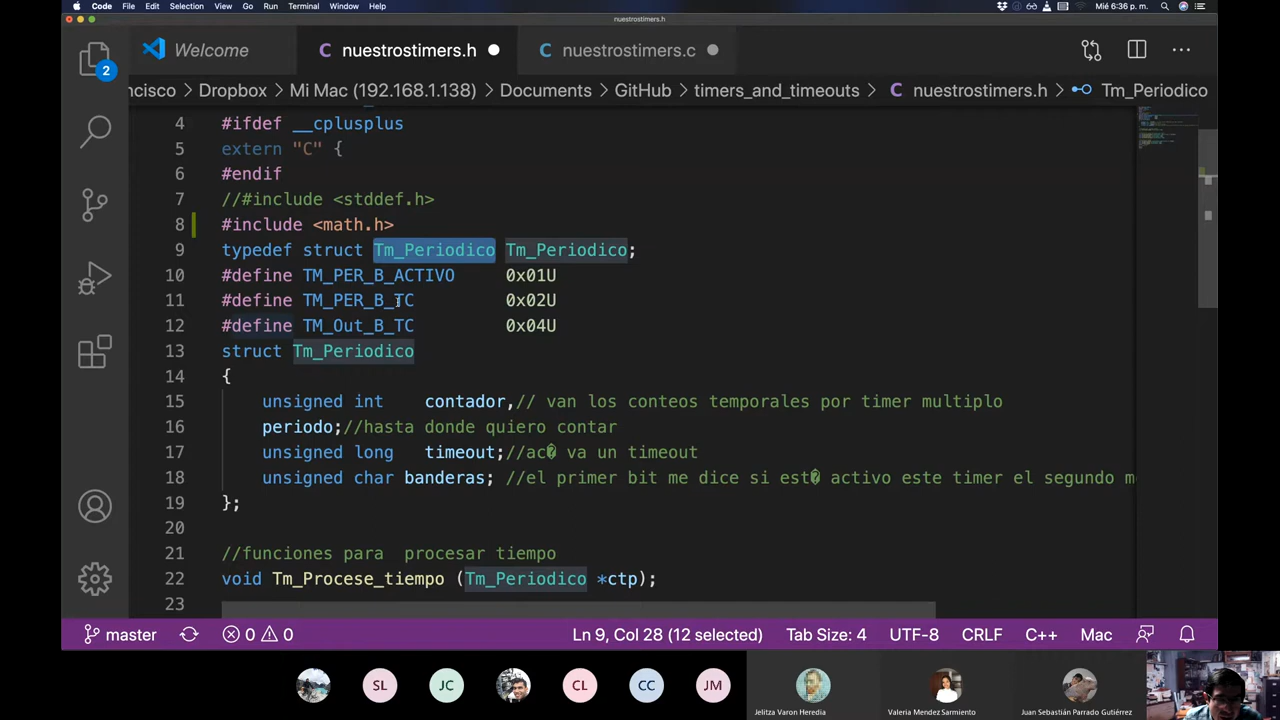 Code File Edit Selection View Go Run Terminal Window Help Mié 6:36 p. m.
nuestrostimers.h
Welcome nuestrostimers.h nuestrostimers.c
ncisco > Dropbox > Mi Mac (192.168.1.138) > Documents > GitHub > timers_and_timeouts > nuestrostimers.h > Tm_Periodico
2
4 #ifdef __cplusplus
5 extern "C" {
6 #endif
7 //#include <stddef.h>
8 #include <math.h>
9 typedef struct Tm_Periodico Tm_Periodico;
10 #define TM_PER_B_ACTIVO 0x01U
11 #define TM_PER_B_TC 0x02U
12 #define TM_Out_B_TC 0x04U
13 struct Tm_Periodico
14 {
15 unsigned int contador,// van los conteos temporales por timer multiplo
16 periodo;//hasta donde quiero contar
17 unsigned long timeout;//ac� va un timeout
18 unsigned char banderas; //el primer bit me dice si est� activo este timer el segundo m
19 };
20
21 //funciones para procesar tiempo
22 void Tm_Procese_tiempo (Tm_Periodico *ctp);
23
master 0 0 Ln 9, Col 28 (12 selected) Tab Size: 4 UTF-8 CRLF C++ Mac
SL JC CL CC JM
Jelitza Varon Heredia Valeria Mendez Sarmiento Juan Sebastián Parrado Gutiérrez